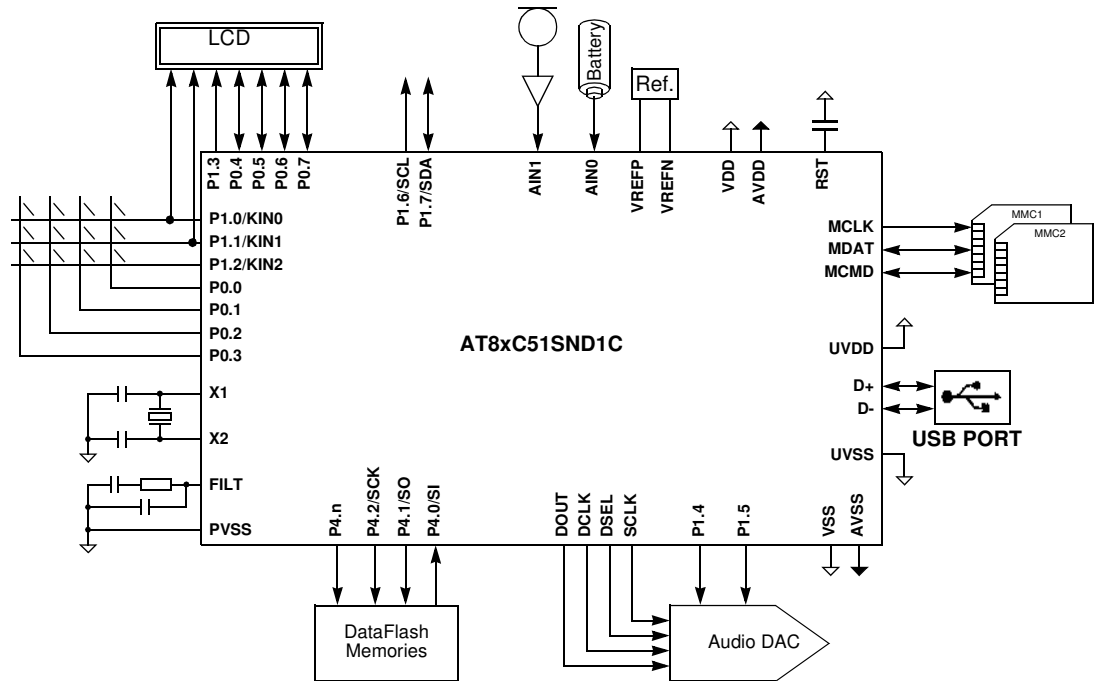 LCD
Battery
Ref.
P1.3
P0.4
P0.5
P0.6
P0.7
P1.6/SCL
P1.7/SDA
AIN1
AIN0
VREFP
VREFN
VDD
AVDD
RST
P1.0/KIN0
P1.1/KIN1
P1.2/KIN2
P0.0
P0.1
P0.2
P0.3
X1
X2
FILT
PVSS
AT8xC51SND1C
MCLK
MDAT
MCMD
MMC1
MMC2
UVDD
D+
D-
USB PORT
UVSS
P4.n
P4.2/SCK
P4.1/SO
P4.0/SI
DOUT
DCLK
DSEL
SCLK
P1.4
P1.5
VSS
AVSS
DataFlash
Memories
Audio DAC